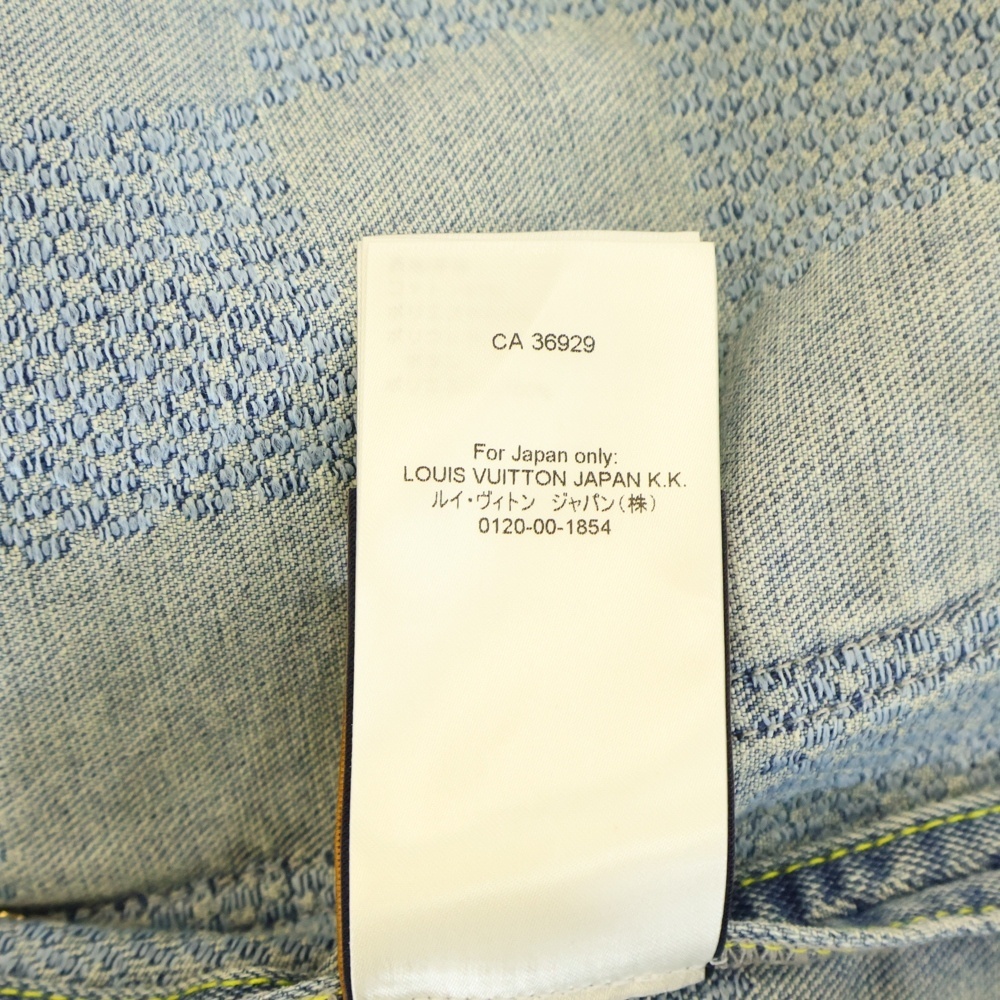 CA 36929
For Japan only:
LOUIS VUITTON JAPAN K.K.
ルイ・ヴィトン ジャパン(株)
0120-00-1854